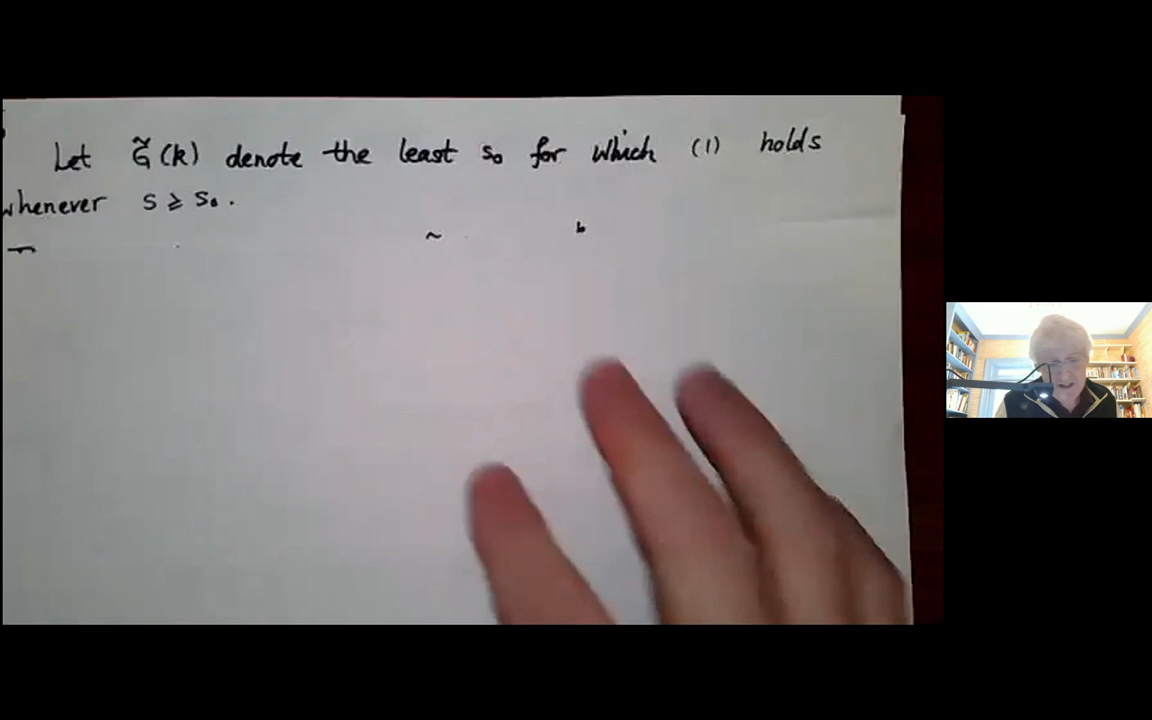 Let G̃(k) denote the least s₀ for which (1) holds
whenever s ⩾ s₀.